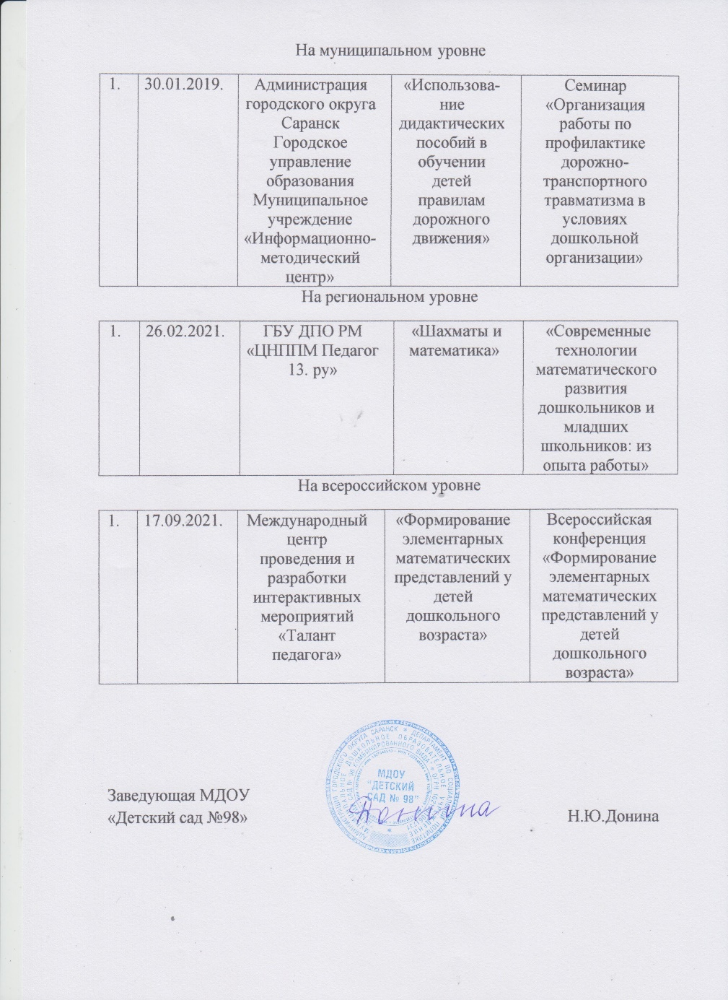 На муниципальном уровне
1.
30.01.2019.
Администрация
городского округа
Саранск
Городское
управление
образования
Муниципальное
учреждение
«Информационно-
методический
центр»
«Использова-
ние
дидактических
пособий в
обучении
детей
правилам
дорожного
движения»
Семинар
«Организация
работы по
профилактике
дорожно-
транспортного
травматизма в
условиях
дошкольной
организации»
На региональном уровне
1.
26.02.2021.
ГБУ ДПО РМ
«ЦНППМ Педагог
13. ру»
«Шахматы и
математика»
«Современные
технологии
математического
развития
дошкольников и
младших
школьников: из
опыта работы»
На всероссийском уровне
1.
17.09.2021.
Международный
центр
проведения и
разработки
интерактивных
мероприятий
«Талант
педагога»
«Формирование
элементарных
математических
представлений у
детей
дошкольного
возраста»
Всероссийская
конференция
«Формирование
элементарных
математических
представлений у
детей
дошкольного
возраста»
Заведующая МДОУ
«Детский сад №98»
МДОУ
"ДЕТСКИЙ
САД № 98"
Донина
Н.Ю.Донина